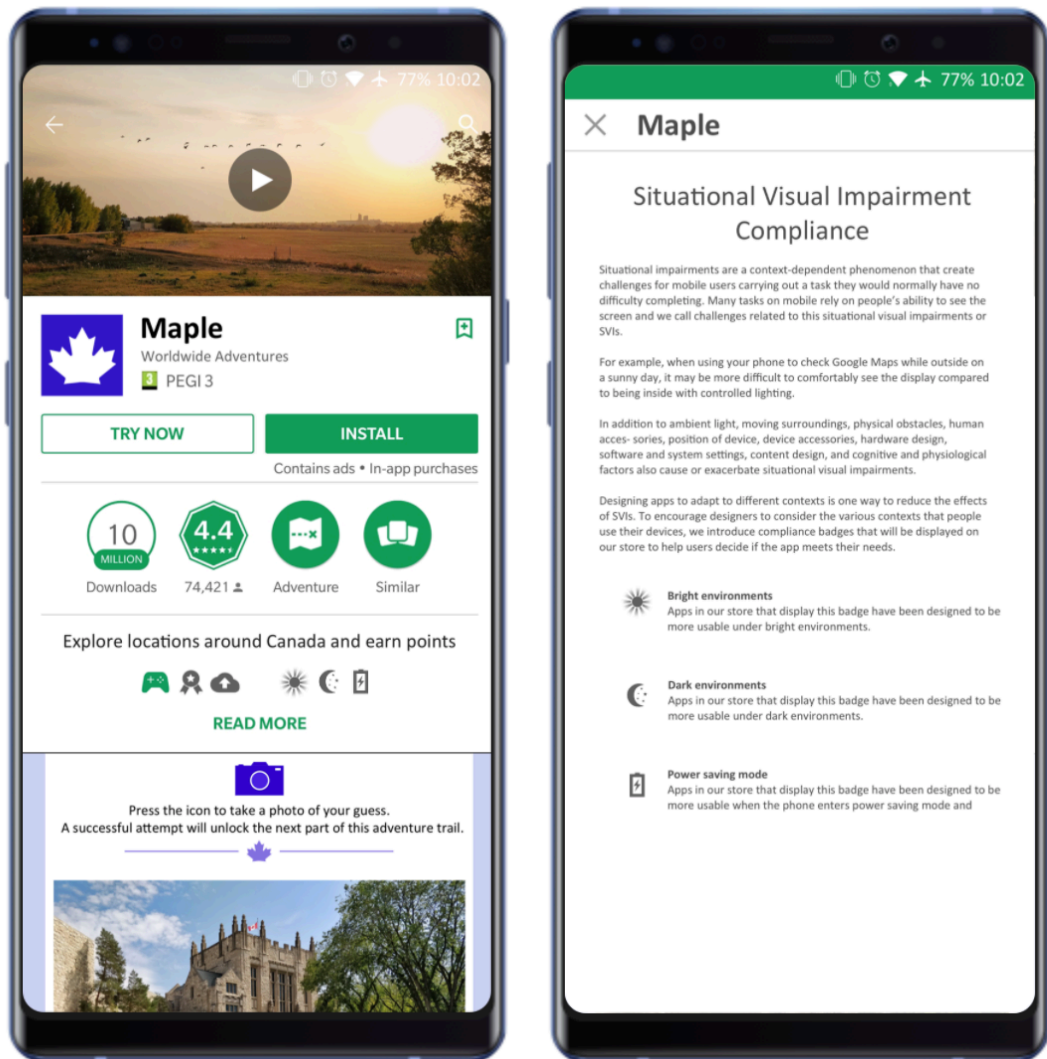 77% 10:02
Maple
Worldwide Adventures
3 PEGI 3
TRY NOW
INSTALL
Contains ads • In-app purchases
10
MILLION
4.4
Downloads
74,421
Adventure
Similar
Explore locations around Canada and earn points
READ MORE
Press the icon to take a photo of your guess.
A successful attempt will unlock the next part of this adventure trail.
77% 10:02
Maple
Situational Visual Impairment
Compliance
Situational impairments are a context-dependent phenomenon that create
challenges for mobile users carrying out a task they would normally have no
difficulty completing. Many tasks on mobile rely on people's ability to see the
screen and we call challenges related to this situational visual impairments or
SVIs.
For example, when using your phone to check Google Maps while outside on
a sunny day, it may be more difficult to comfortably see the display compared
to being inside with controlled lighting.
In addition to ambient light, moving surroundings, physical obstacles, human
acces- sories, position of device, device accessories, hardware design,
software and system settings, content design, and cognitive and physiological
factors also cause or exacerbate situational visual impairments.
Designing apps to adapt to different contexts is one way to reduce the effects
of SVIs. To encourage designers to consider the various contexts that people
use their devices, we introduce compliance badges that will be displayed on
our store to help users decide if the app meets their needs.
Bright environments
Apps in our store that display this badge have been designed to be
more usable under bright environments.
Dark environments
Apps in our store that display this badge have been designed to be
more usable under dark environments.
Power saving mode
Apps in our store that display this badge have been designed to be
more usable when the phone enters power saving mode and